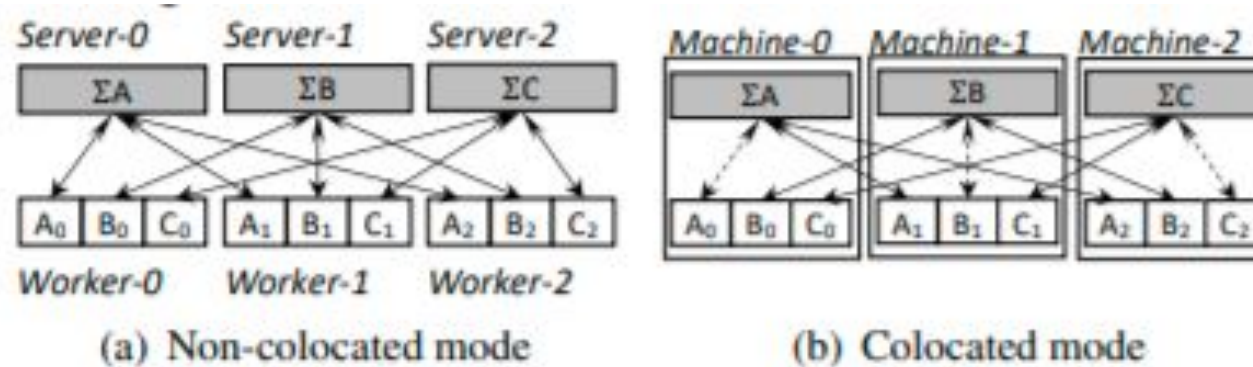 Server-0 Server-1 Server-2
ΣA ΣB ΣC
A₀ B₀ C₀ A₁ B₁ C₁ A₂ B₂ C₂
Worker-0 Worker-1 Worker-2
(a) Non-colocated mode
Machine-0 Machine-1 Machine-2
ΣA ΣB ΣC
A₀ B₀ C₀ A₁ B₁ C₁ A₂ B₂ C₂
(b) Colocated mode